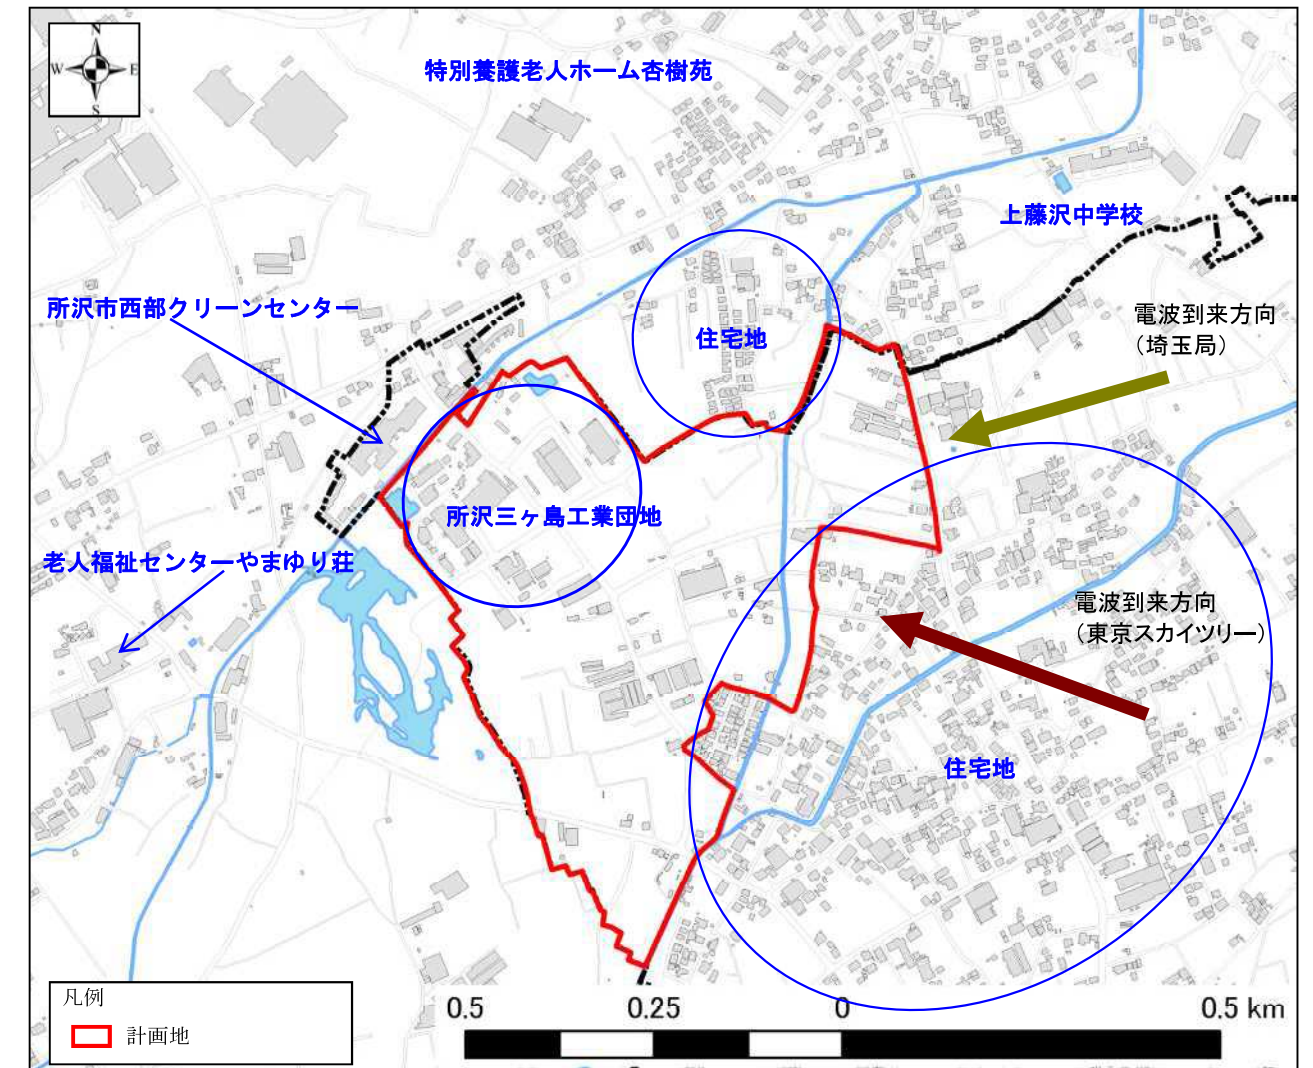 N
W E
S
特別養護老人ホーム杏樹苑
上藤沢中学校
所沢市西部クリーンセンター
電波到来方向
（埼玉局）
住宅地
所沢三ヶ島工業団地
老人福祉センターやまゆり荘
電波到来方向
（東京スカイツリー）
住宅地
凡例
計画地
0.5 0.25 0 0.5 km